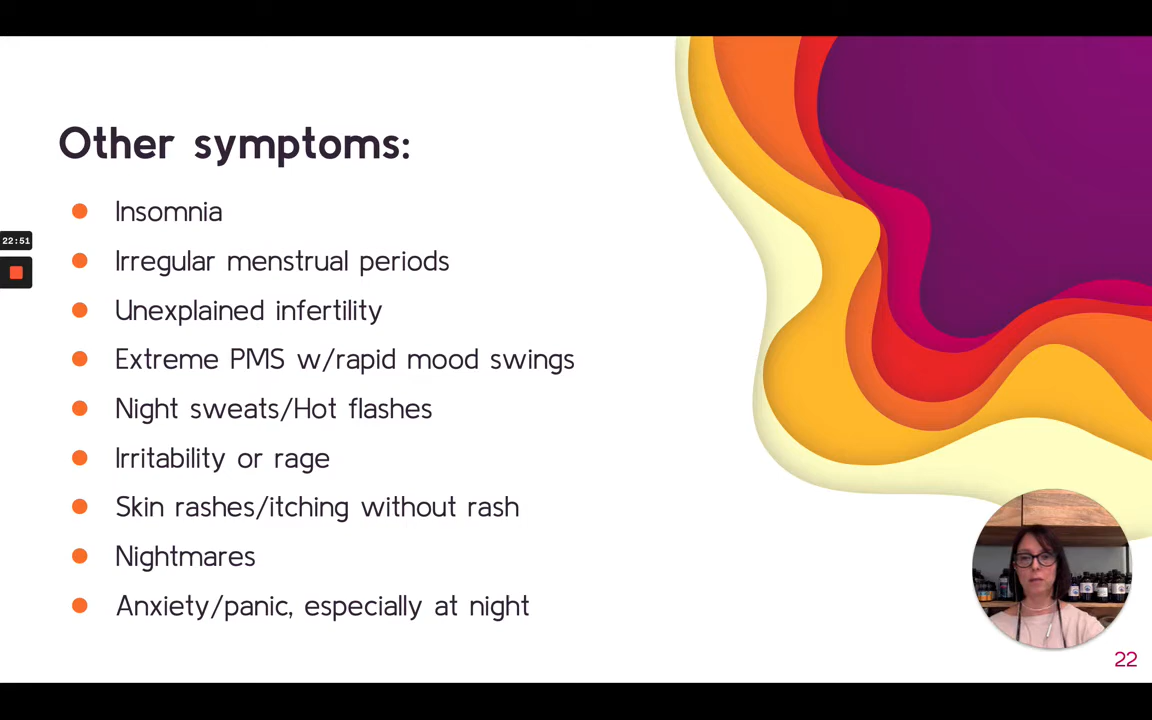 Other symptoms:
Insomnia
Irregular menstrual periods
22:51
Unexplained infertility
Extreme PMS w/rapid mood swings
Night sweats/Hot flashes
Irritability or rage
Skin rashes/itching without rash
Nightmares
Anxiety/panic, especially at night
22